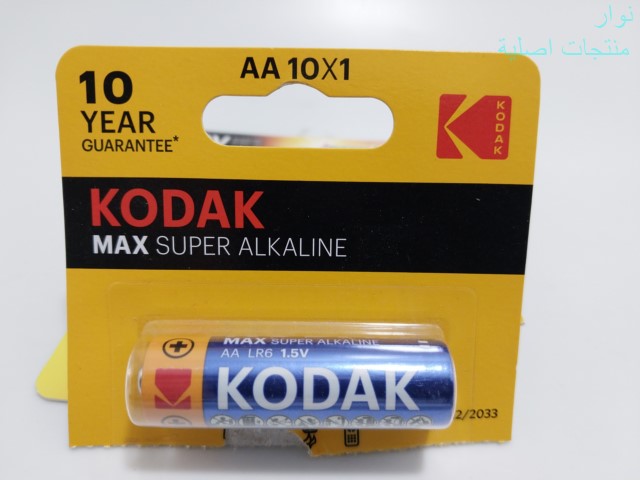 نوار
منتجات اصلية
AA 10X1
10
YEAR
GUARANTEE*
KODAK
KODAK
MAX SUPER ALKALINE
MAX SUPER ALKALINE
AA LR6 1.5V
KODAK
2/2033